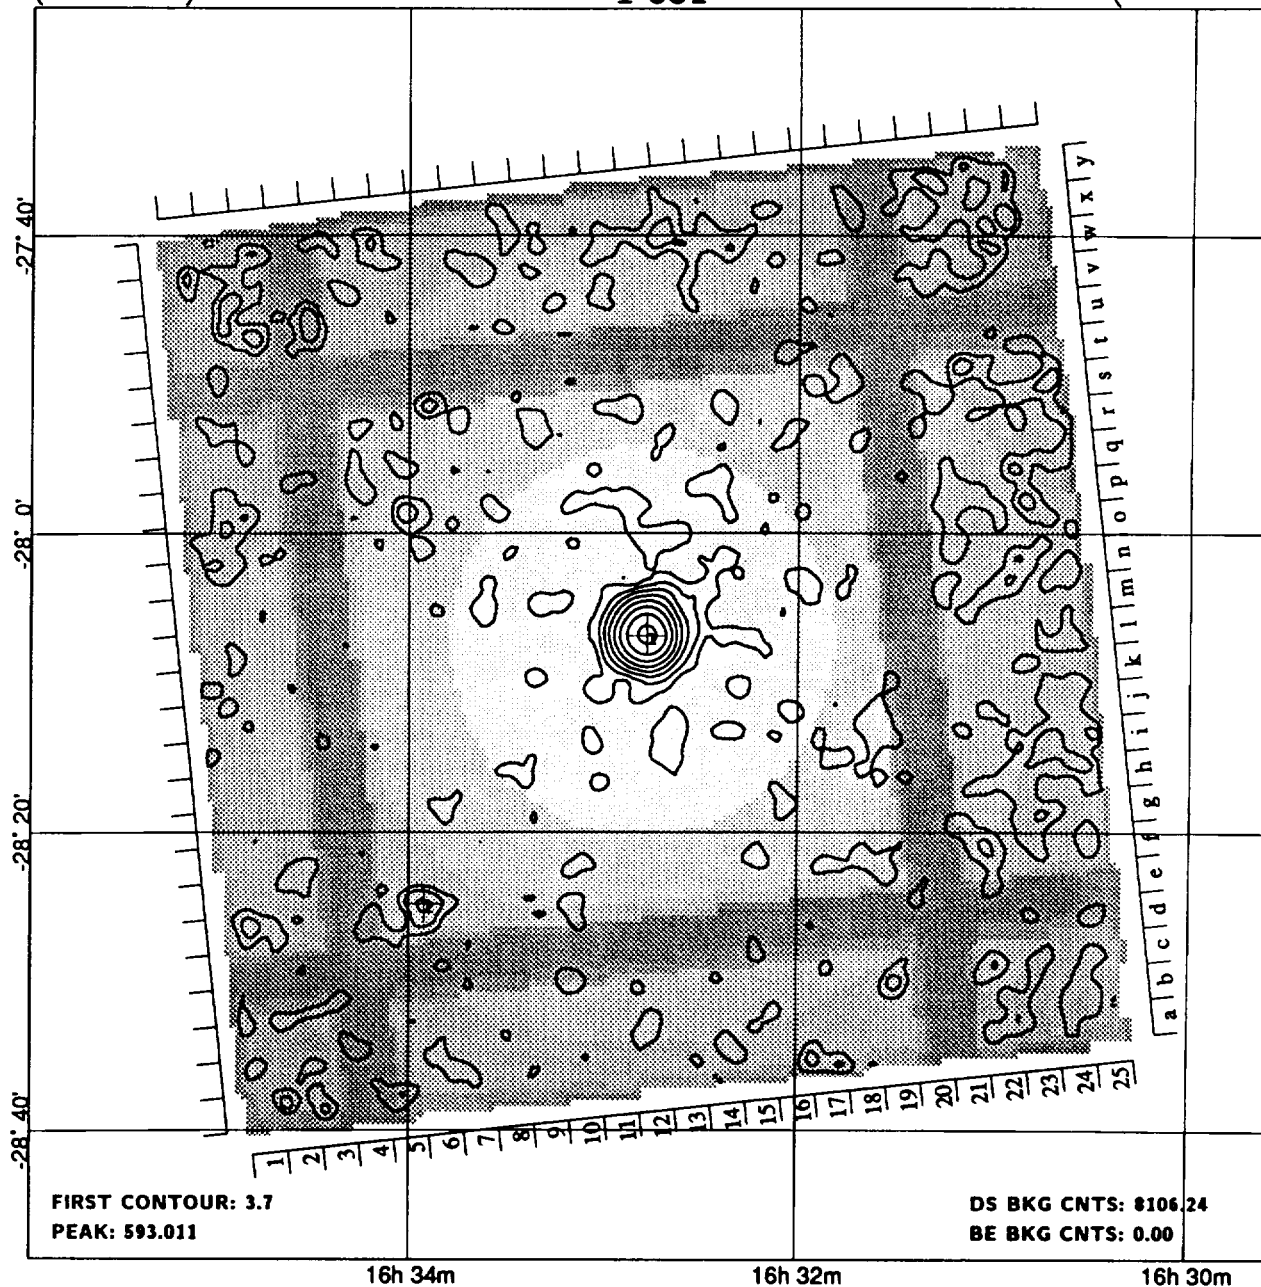 -27° 40'
-28° 0'
-28° 20'
-28° 40'
y
x
w
v
u
t
s
r
q
p
o
n
m
l
k
j
i
h
g
f
e
d
c
b
a
1 2 3 4 5 6 7 8 9 10 11 12 13 14 15 16 17 18 19 20 21 22 23 24 25
FIRST CONTOUR: 3.7
PEAK: 593.011
DS BKG CNTS: 8106.24
BE BKG CNTS: 0.00
16h 34m 16h 32m 16h 30m